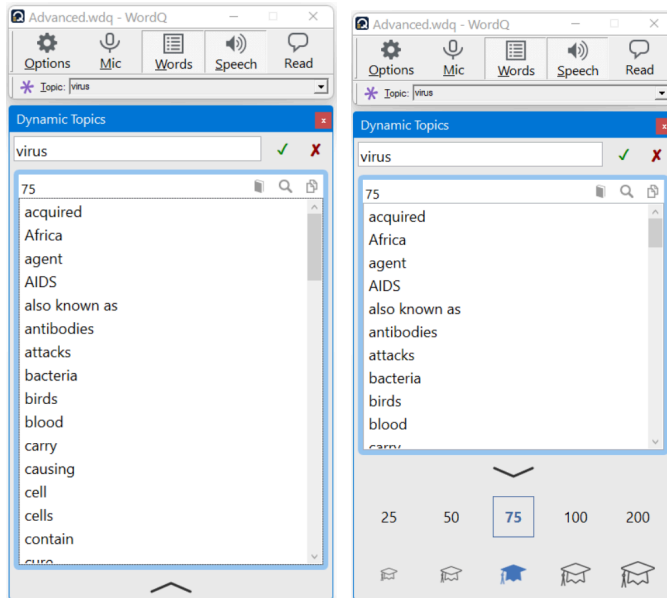 Advanced.wdq - WordQ
Options Mic Words Speech Read
Topic: virus
Dynamic Topics x
virus
75
acquired
Africa
agent
AIDS
also known as
antibodies
attacks
bacteria
birds
blood
carry
causing
cell
cells
contain
cure
Advanced.wdq - WordQ
Options Mic Words Speech Read
Topic: virus
Dynamic Topics x
virus
75
acquired
Africa
agent
AIDS
also known as
antibodies
attacks
bacteria
birds
blood
carry
25 50 75 100 200